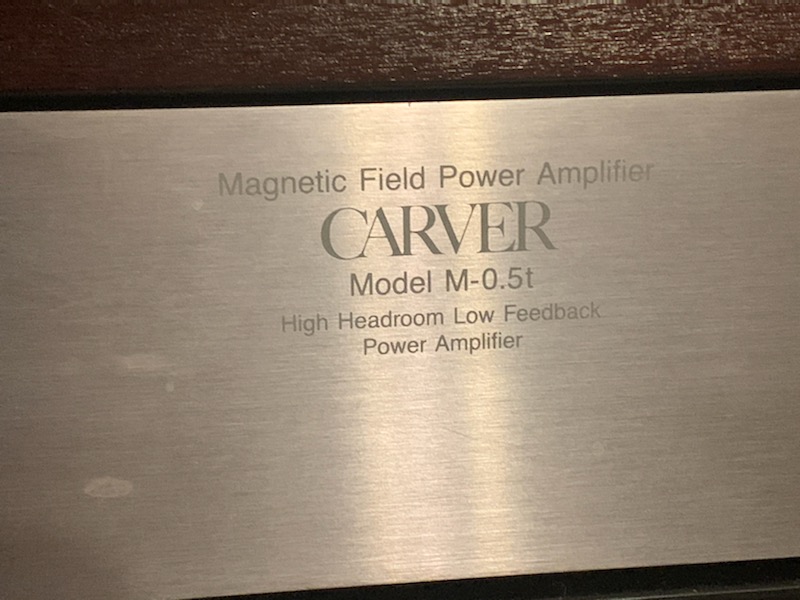 Magnetic Field Power Amplifier
CARVER
Model M-0.5t
High Headroom Low Feedback
Power Amplifier